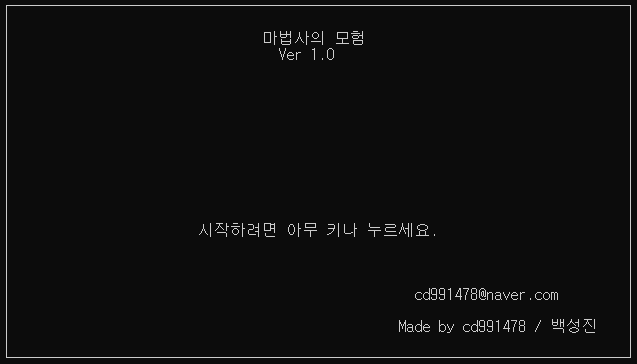 마법사의 모험
Ver 1.0
시작하려면 아무 키나 누르세요.
cd991478@naver.com
Made by cd991478 / 백성진